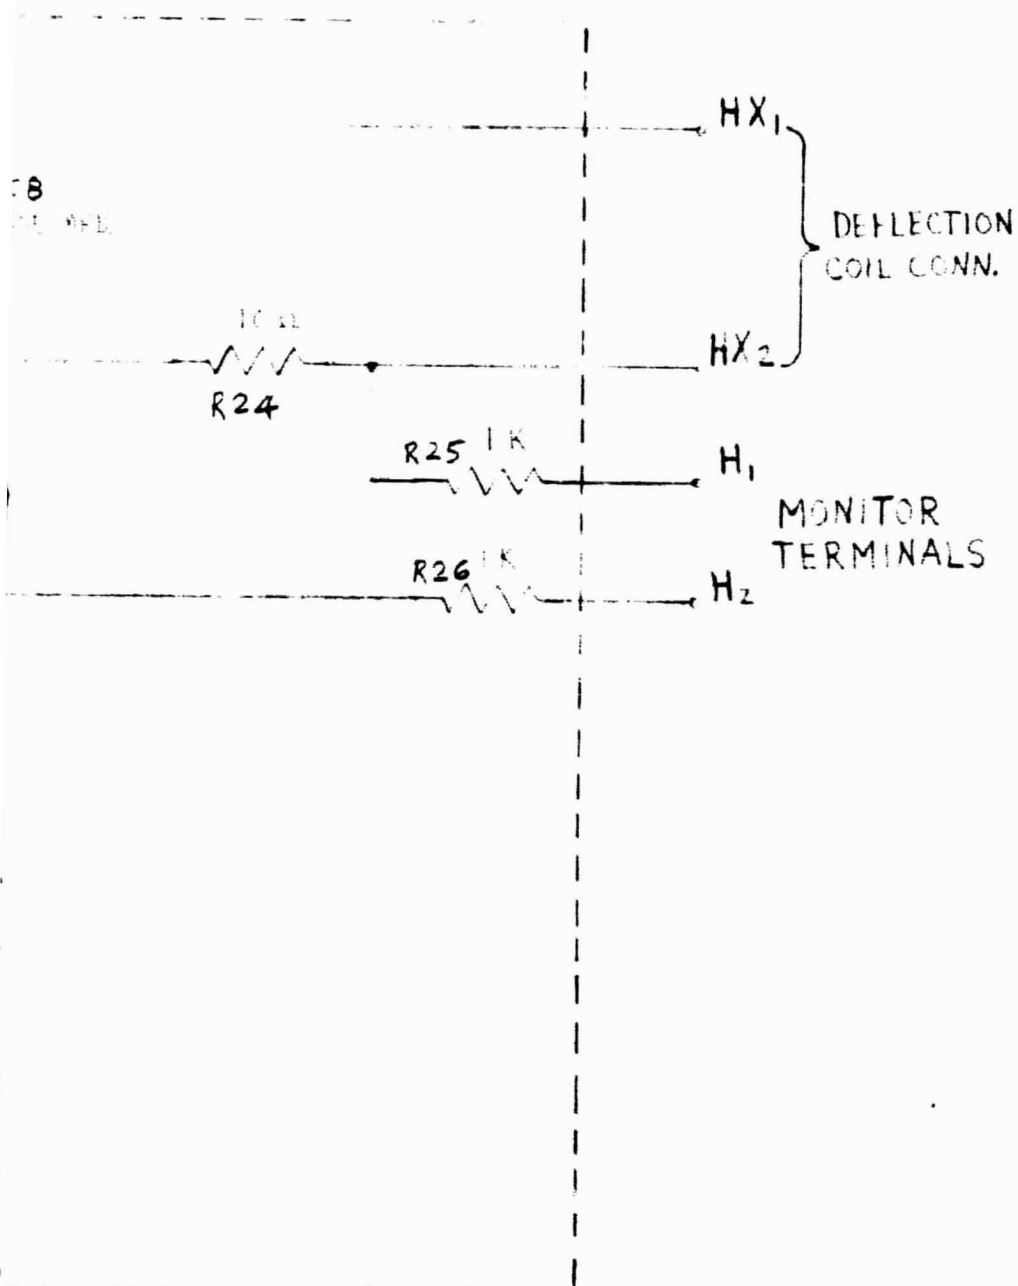 HX₁
DEFLECTION
COIL CONN.
HX₂
R24
R25 1K
H₁
MONITOR
TERMINALS
R26 1K
H₂